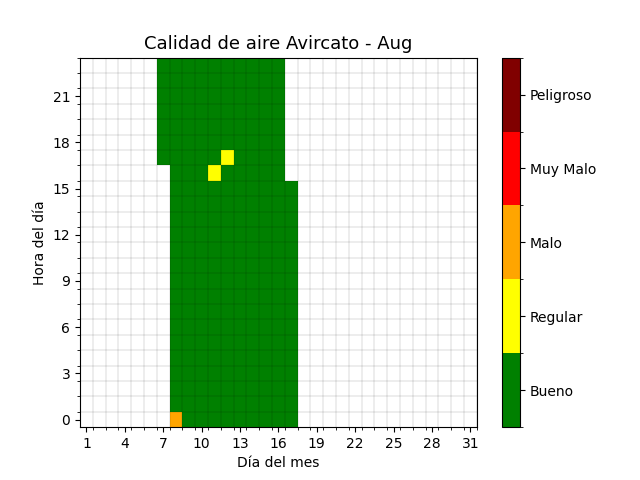 Calidad de aire Avircato - Aug
Peligroso
Muy Malo
Malo
Regular
Bueno
21
18
15
12
9
6
3
0
Hora del día
1 4 7 10 13 16 19 22 25 28 31
Día del mes